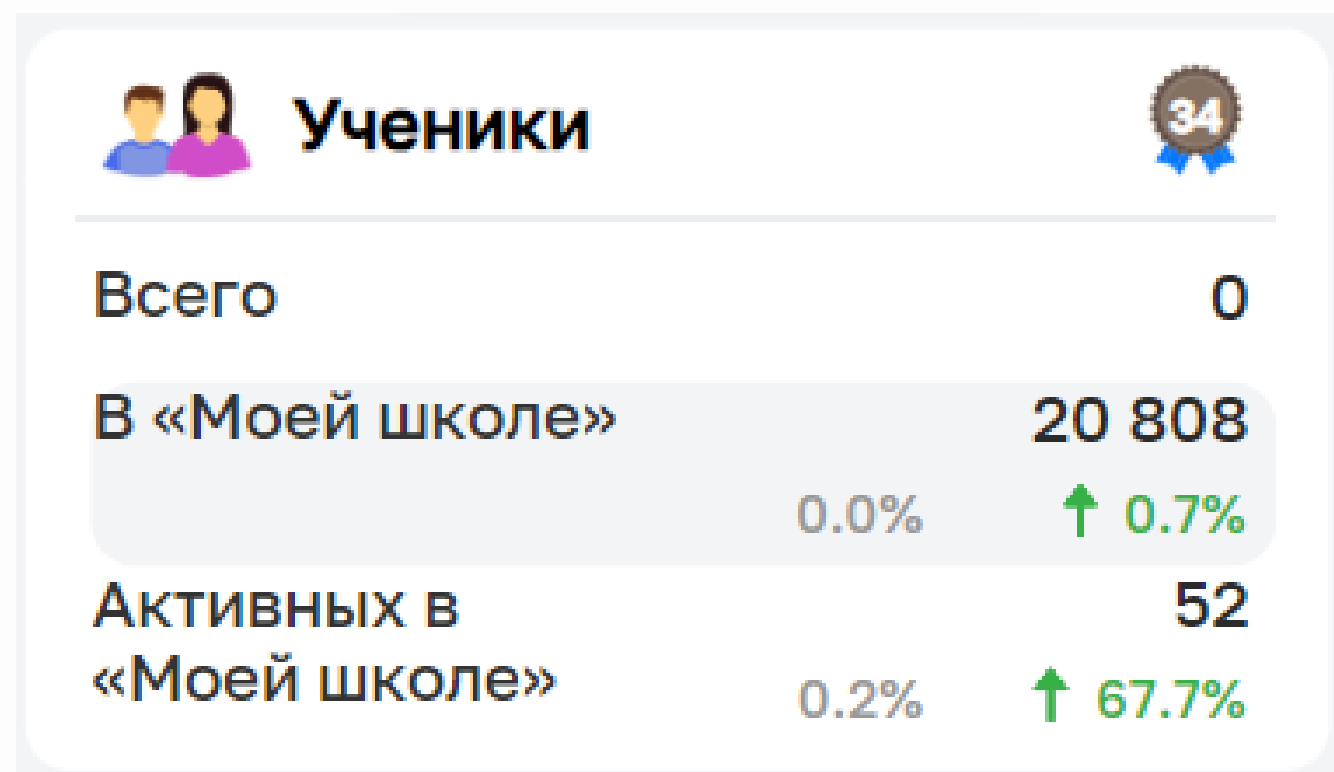 Ученики
34
Всего 0
В «Моей школе» 20 808
0.0% ↑ 0.7%
Активных в 52
«Моей школе» 0.2% ↑ 67.7%